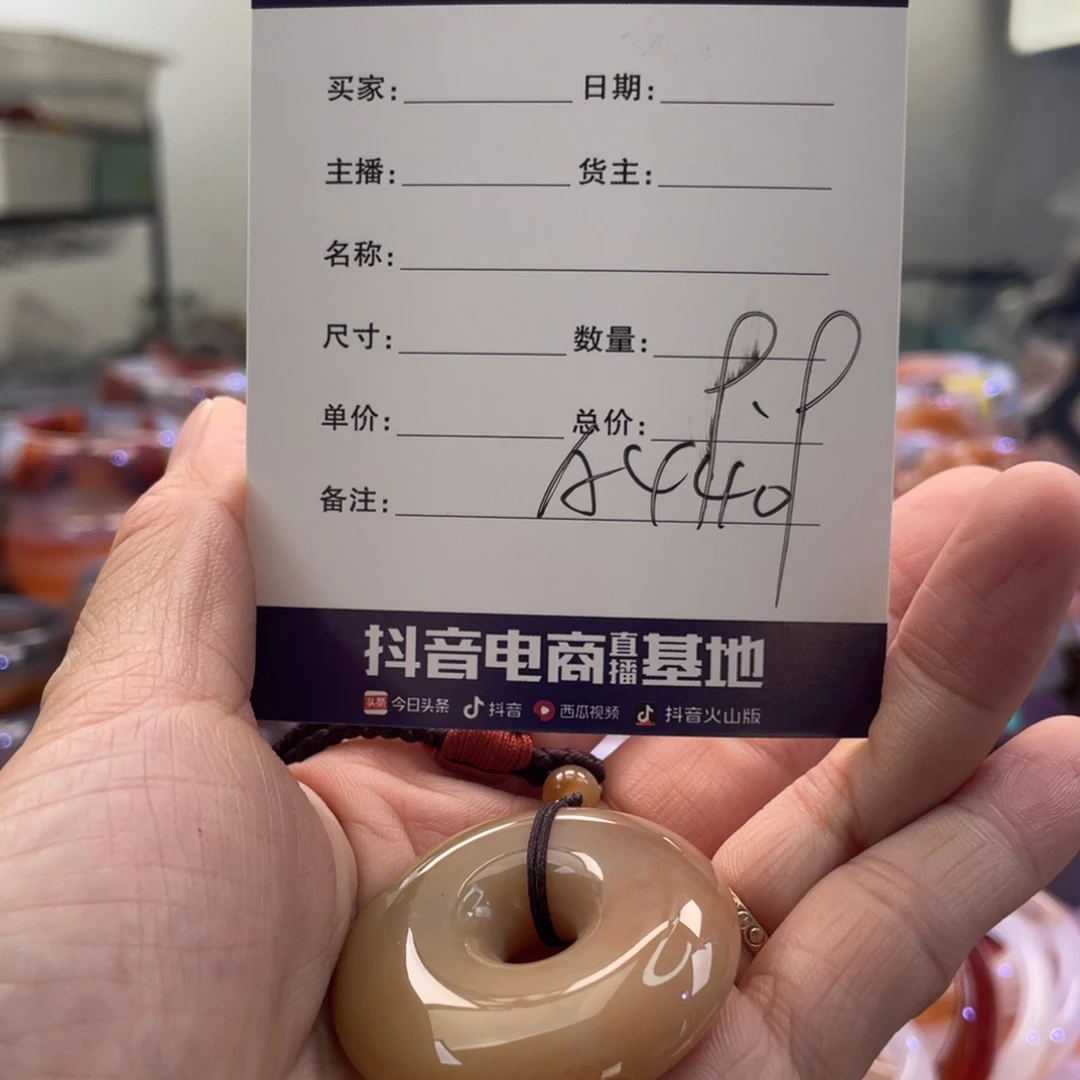 买家: 日期:
主播: 货主:
名称:
尺寸: 数量:
单价: 总价:
备注:
抖音电商直播基地
头条 今日头条 抖音 西瓜视频 抖音火山版